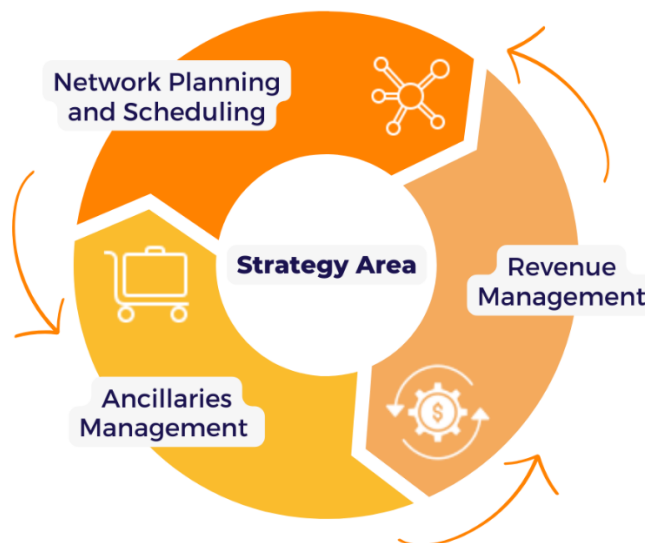 Network Planning
and Scheduling
Strategy Area
Revenue
Management
$
Ancillaries
Management